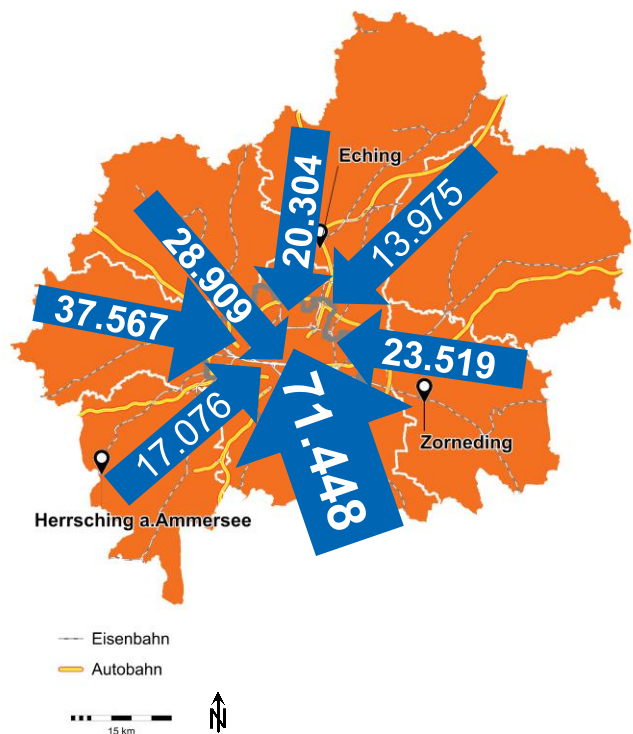 Eching
20.304
13.975
28.909
37.567
23.519
71.448
17.076
Zorneding
Herrsching a.Ammersee
Eisenbahn
Autobahn
N
15 km